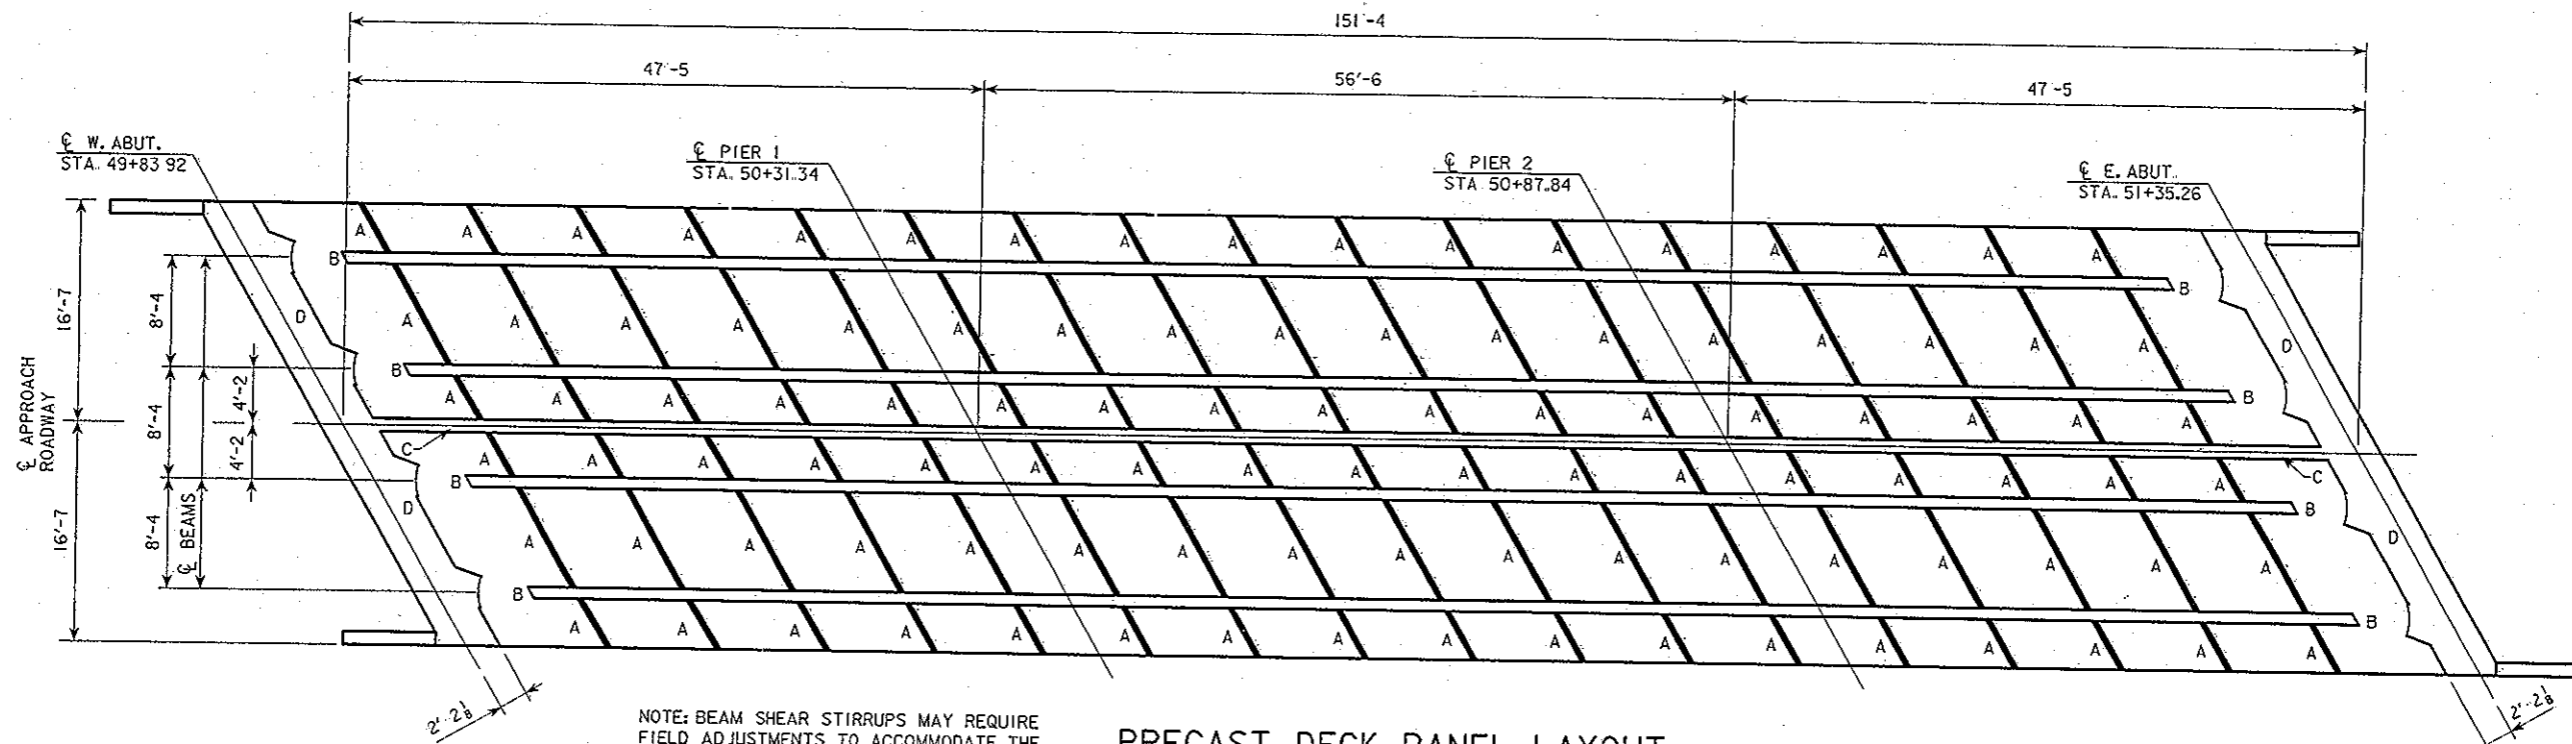 151'-4
47'-5
56'-6
47'-5
℄ W. ABUT.
STA. 49+83.92
℄ PIER 1
STA. 50+31.34
℄ PIER 2
STA. 50+87.84
℄ E. ABUT.
STA. 51+35.26
A A A A A A A A A A A A A A A A A
B
B
16'-7
8'-4
D
A A A A A A A A A A A A A A A A A
D
B
B
℄ APPROACH
ROADWAY
8'-4
4'-2
4'-2
A A A A A A A A A A A A A A A A A
C
C
A A A A A A A A A A A A A A A A A
B
B
16'-7
8'-4
℄ BEAMS
D
A A A A A A A A A A A A A A A A A
D
B
B
A A A A A A A A A A A A A A A A A
2'-2⅛
2'-2⅛
NOTE: BEAM SHEAR STIRRUPS MAY REQUIRE
FIELD ADJUSTMENTS TO ACCOMMODATE THE
PRECAST DECK PANEL LAYOUT